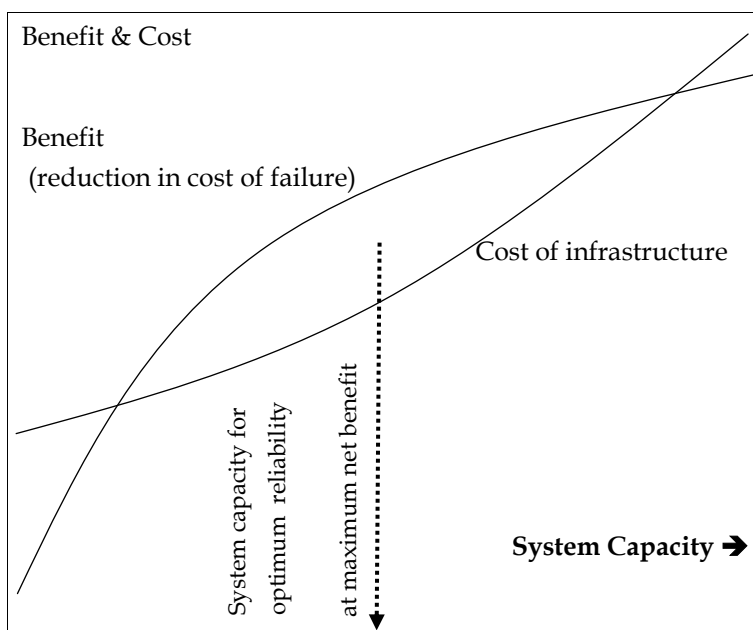 Benefit & Cost
Benefit
(reduction in cost of failure)
Cost of infrastructure
System capacity for
optimum reliability
at maximum net benefit
System Capacity ➔